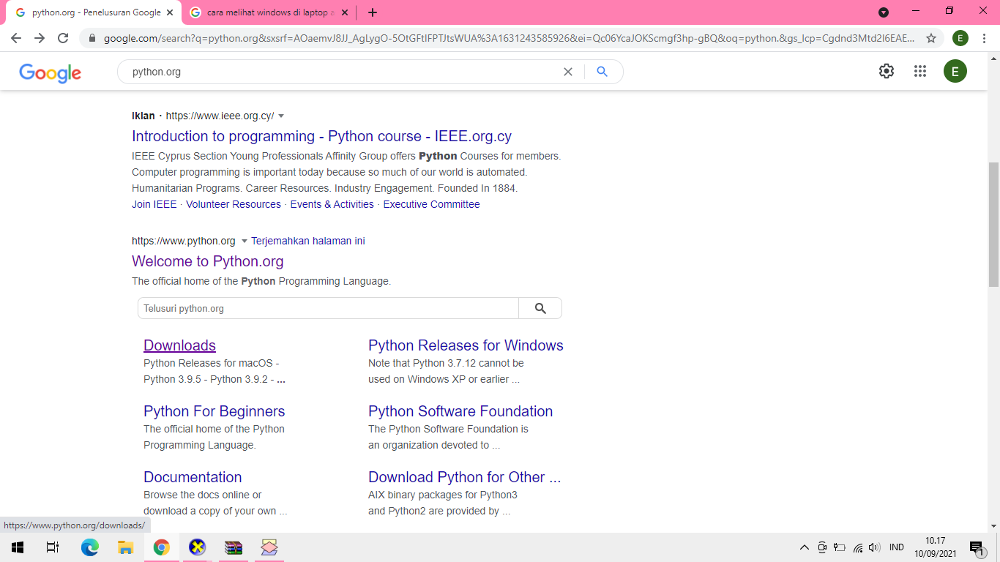 python.org - Penelusuran Google
cara melihat windows di laptop a
google.com/search?q=python.org&sxsrf=AOaemvJ8JJ_AgLygO-5OtGFtIFPTJtsWUA%3A1631243585926&ei=Qc06YcaJOKScmgf3hp-gBQ&oq=python.&gs_lcp=Cgdnd3Mtd2l6EAE...
E
Google
python.org
E
Iklan · https://www.ieee.org.cy/
Introduction to programming - Python course - IEEE.org.cy
IEEE Cyprus Section Young Professionals Affinity Group offers Python Courses for members.
Computer programming is important today because so much of our world is automated.
Humanitarian Programs. Career Resources. Industry Engagement. Founded In 1884.
Join IEEE · Volunteer Resources · Events & Activities · Executive Committee
https://www.python.org Terjemahkan halaman ini
Welcome to Python.org
The official home of the Python Programming Language.
Telusuri python.org
Downloads
Python Releases for macOS -
Python 3.9.5 - Python 3.9.2 - ...
Python Releases for Windows
Note that Python 3.7.12 cannot be
used on Windows XP or earlier ...
Python For Beginners
The official home of the Python
Programming Language.
Python Software Foundation
The Python Software Foundation is
an organization devoted to ...
Documentation
Browse the docs online or
download a copy of your own ...
Download Python for Other ...
AIX binary packages for Python3
and Python2 are provided by ...
https://www.python.org/downloads/
IND
10.17
10/09/2021
1